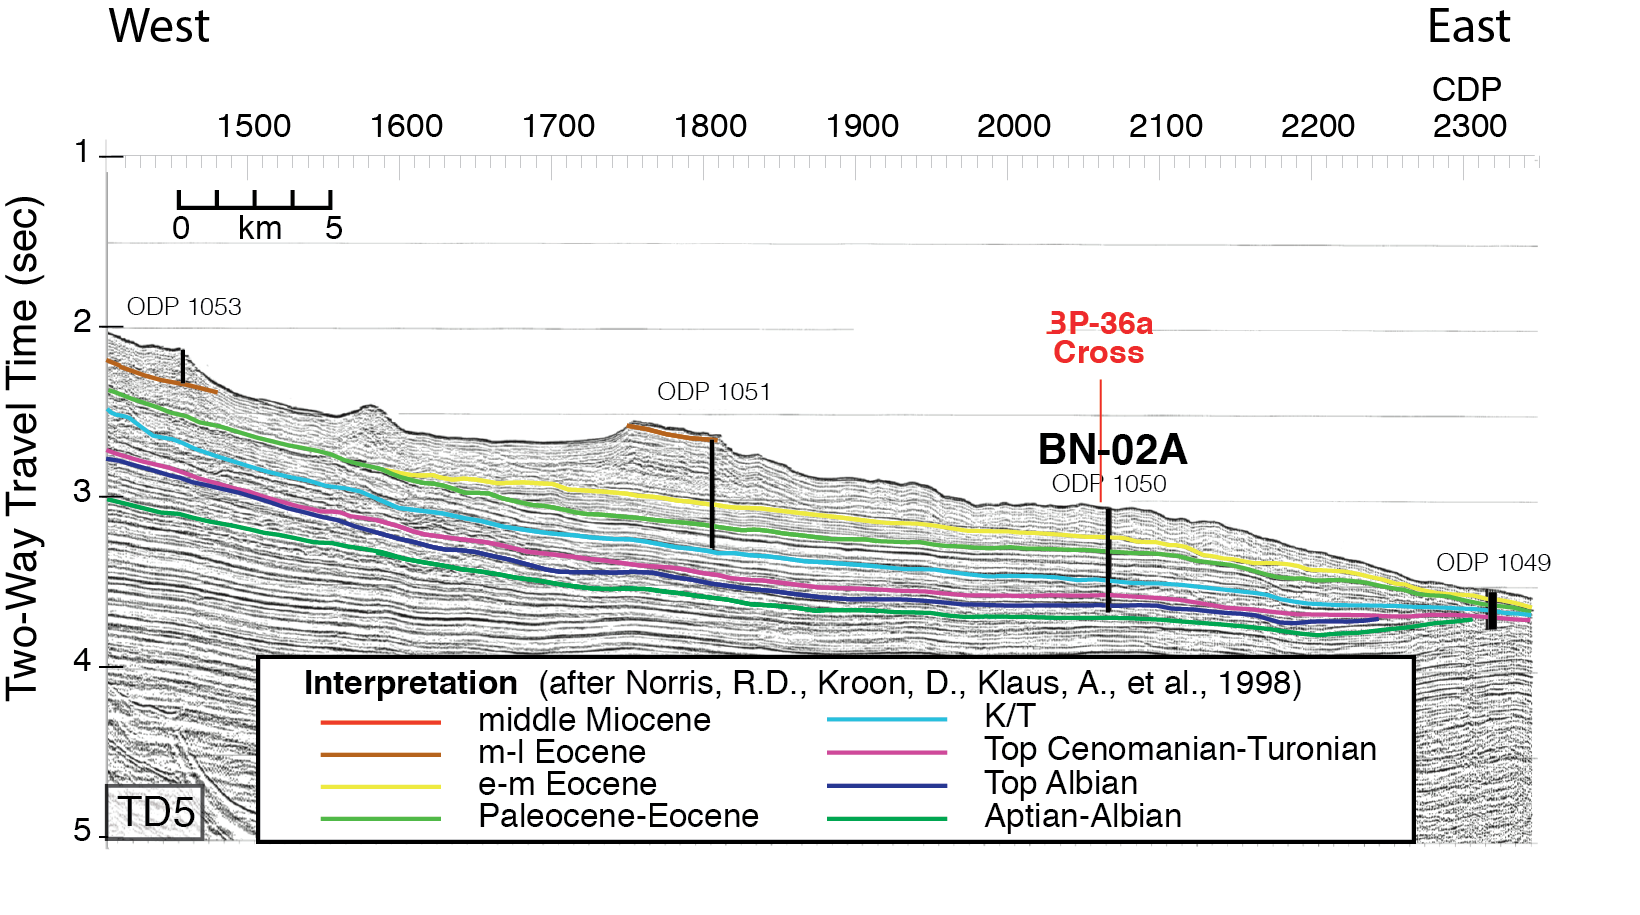 West
East
CDP
1500 1600 1700 1800 1900 2000 2100 2200 2300
1
0 km 5
Two-Way Travel Time (sec)
ODP 1053
2
BP-36a
Cross
ODP 1051
BN-02A
ODP 1050
3
ODP 1049
4
Interpretation (after Norris, R.D., Kroon, D., Klaus, A., et al., 1998)
middle Miocene
K/T
m-l Eocene
Top Cenomanian-Turonian
e-m Eocene
Top Albian
Paleocene-Eocene
Aptian-Albian
TD5
5